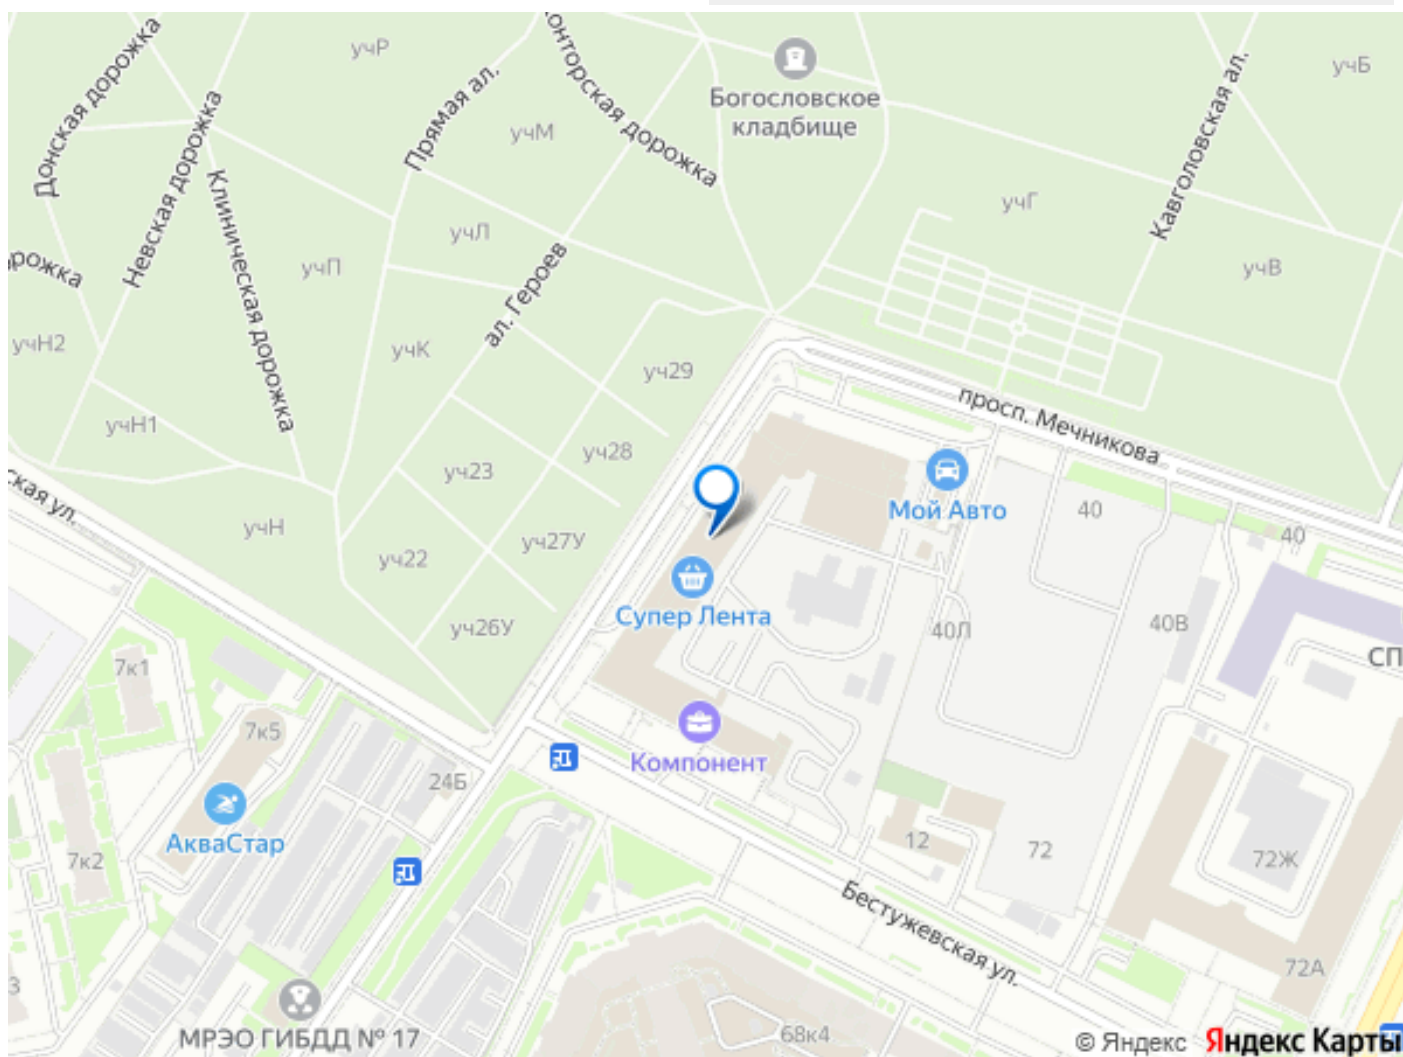 учР
учБ
Донская дорожка
Прямая ал.
онторская дорожка
Богословское
кладбище
Кавголовская ал.
учМ
Невская дорожка
Клиническая дорожка
учГ
учЛ
учП
учВ
орожка
ал. Героев
учН2
учК
уч29
просп. Мечникова
учН1
уч28
уч23
ская ул.
Мой Авто
40
учН
уч27У
40
уч22
Супер Лента
уч26У
40Л
40В
СП
7к1
7к5
Компонент
24Б
АкваСтар
7к2
12
72
72Ж
Бестужевская ул.
72А
3
МРЭО ГИБДД № 17
68к4
© Яндекс Яндекс Карты